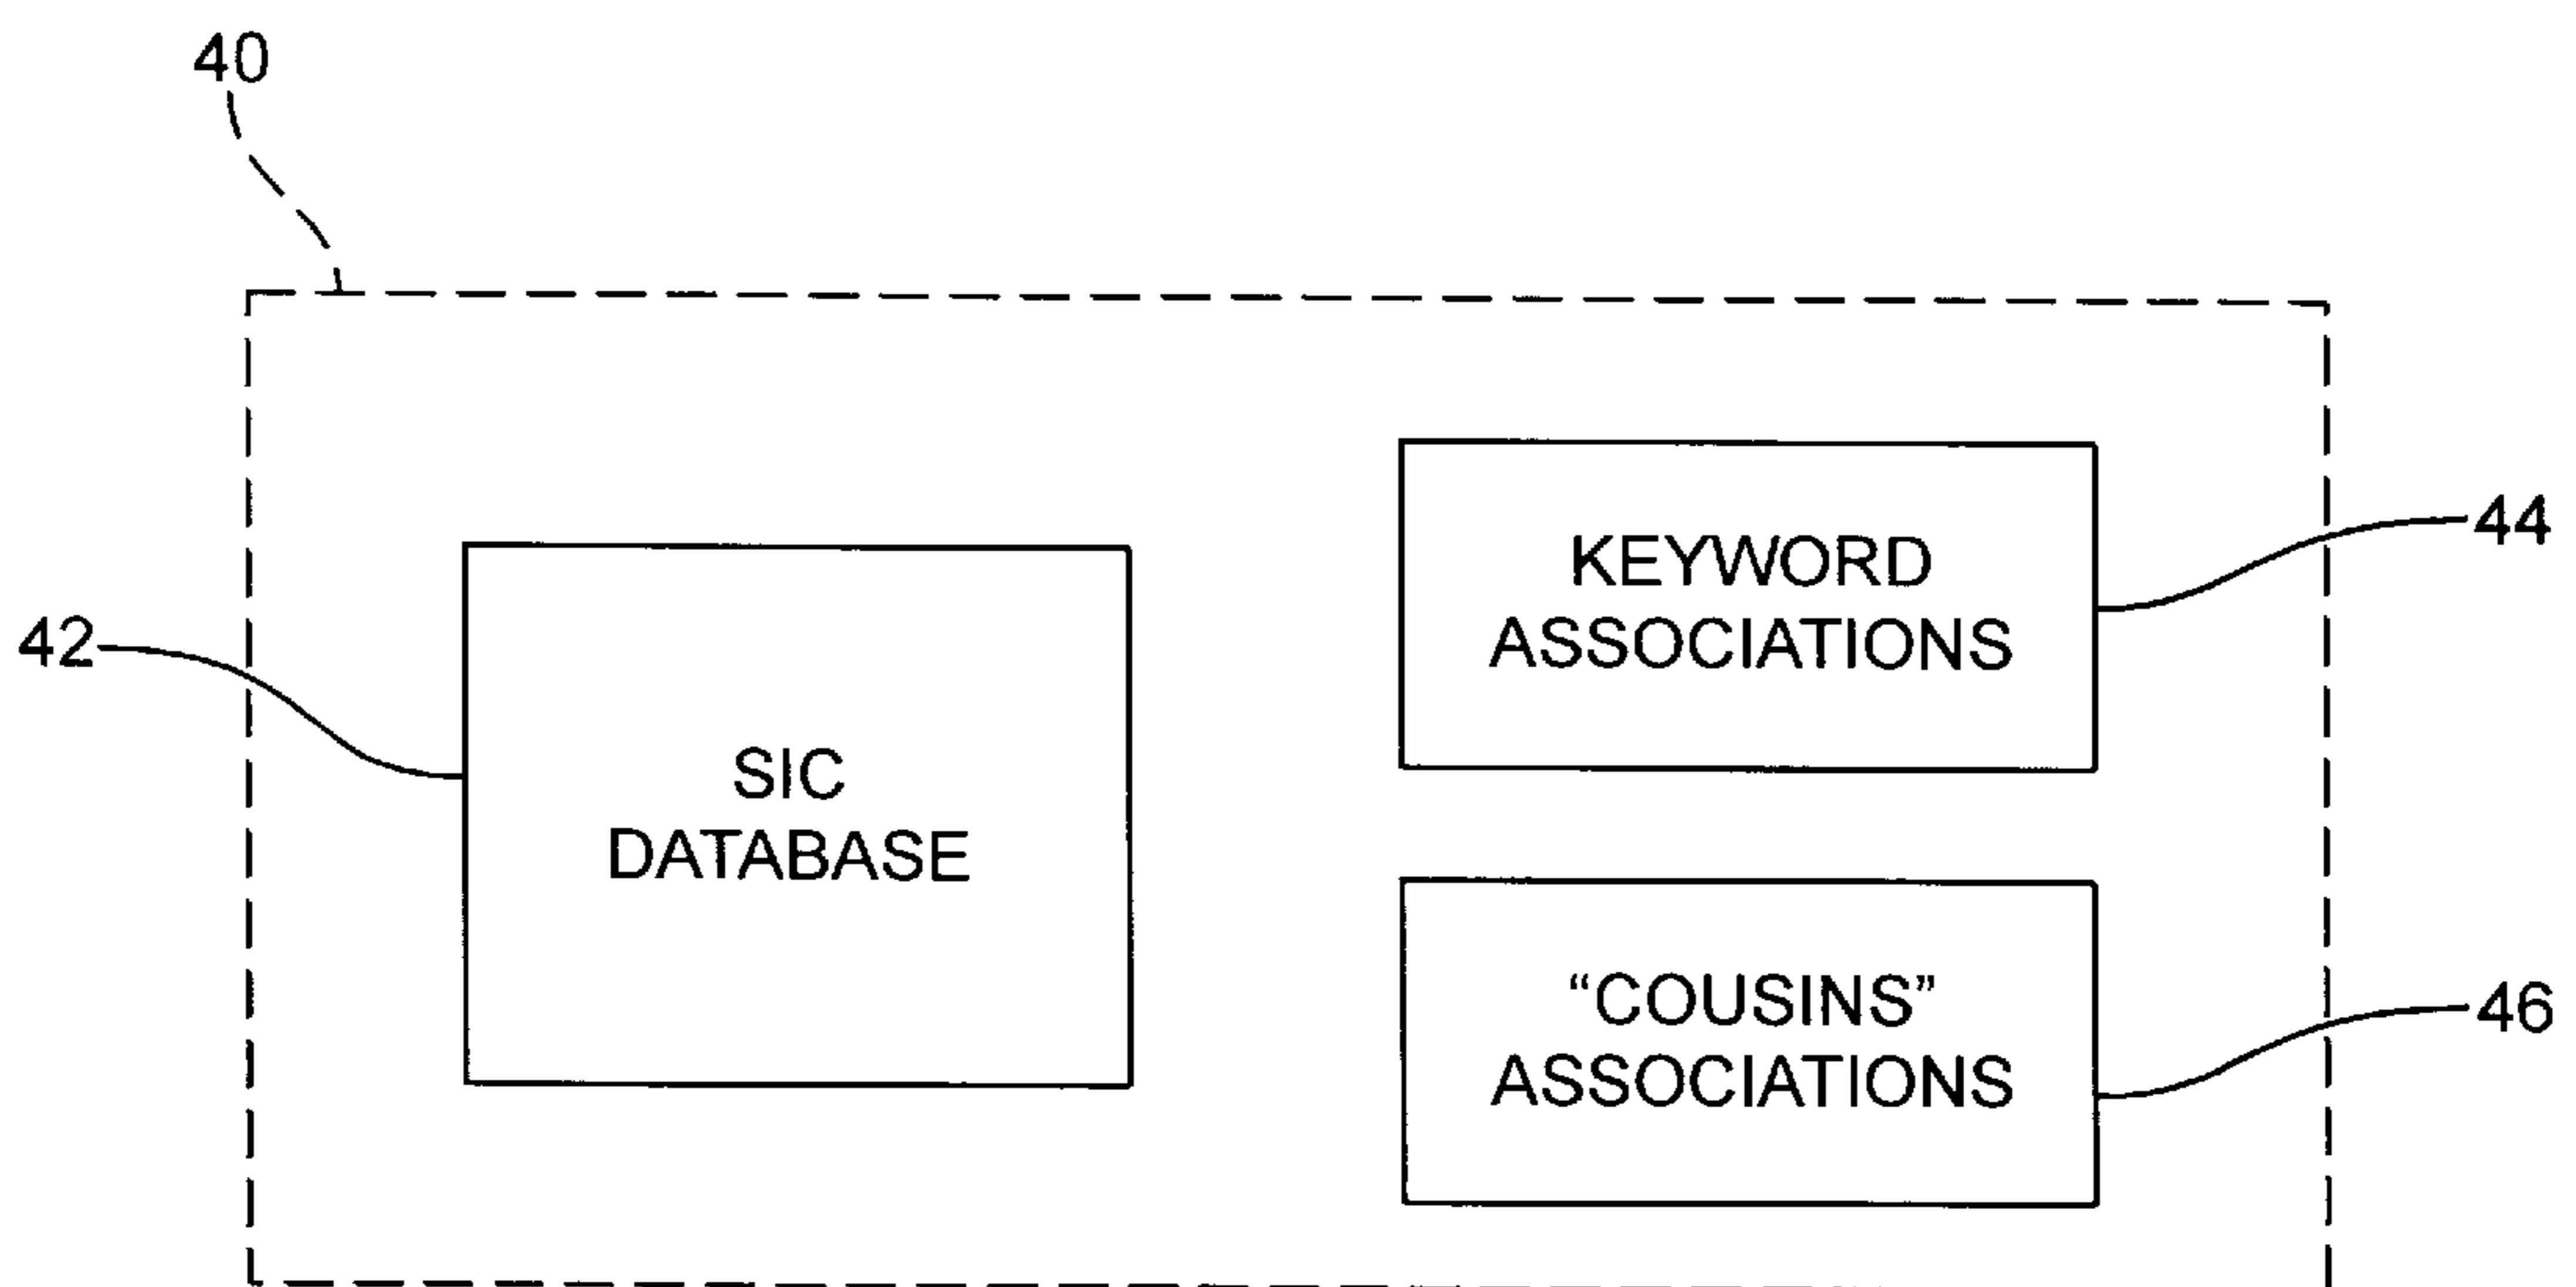 40
KEYWORD
ASSOCIATIONS
44
42
SIC
DATABASE
“COUSINS”
ASSOCIATIONS
46